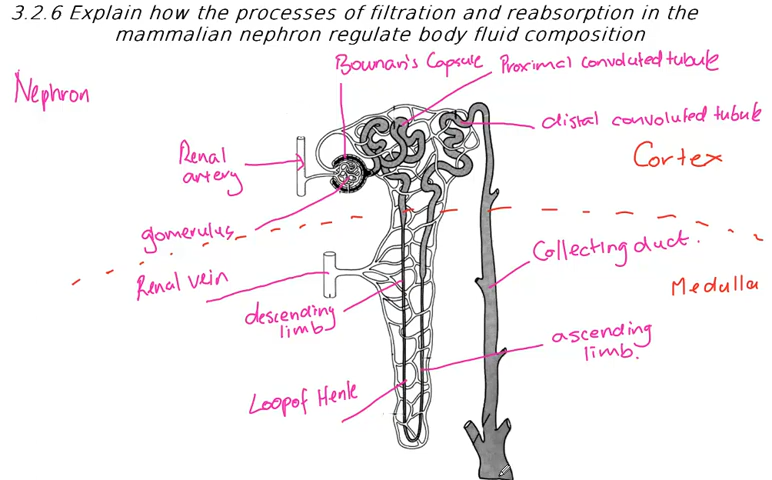 3.2.6 Explain how the processes of filtration and reabsorption in the
mammalian nephron regulate body fluid composition
Bowman's Capsule
Proximal convoluted tubule
Nephron
distal convoluted tubule
Renal
artery
Cortex
glomerulus
Collecting duct.
Renal vein
Medulla
descending
limb
ascending
limb.
Loop of Henle